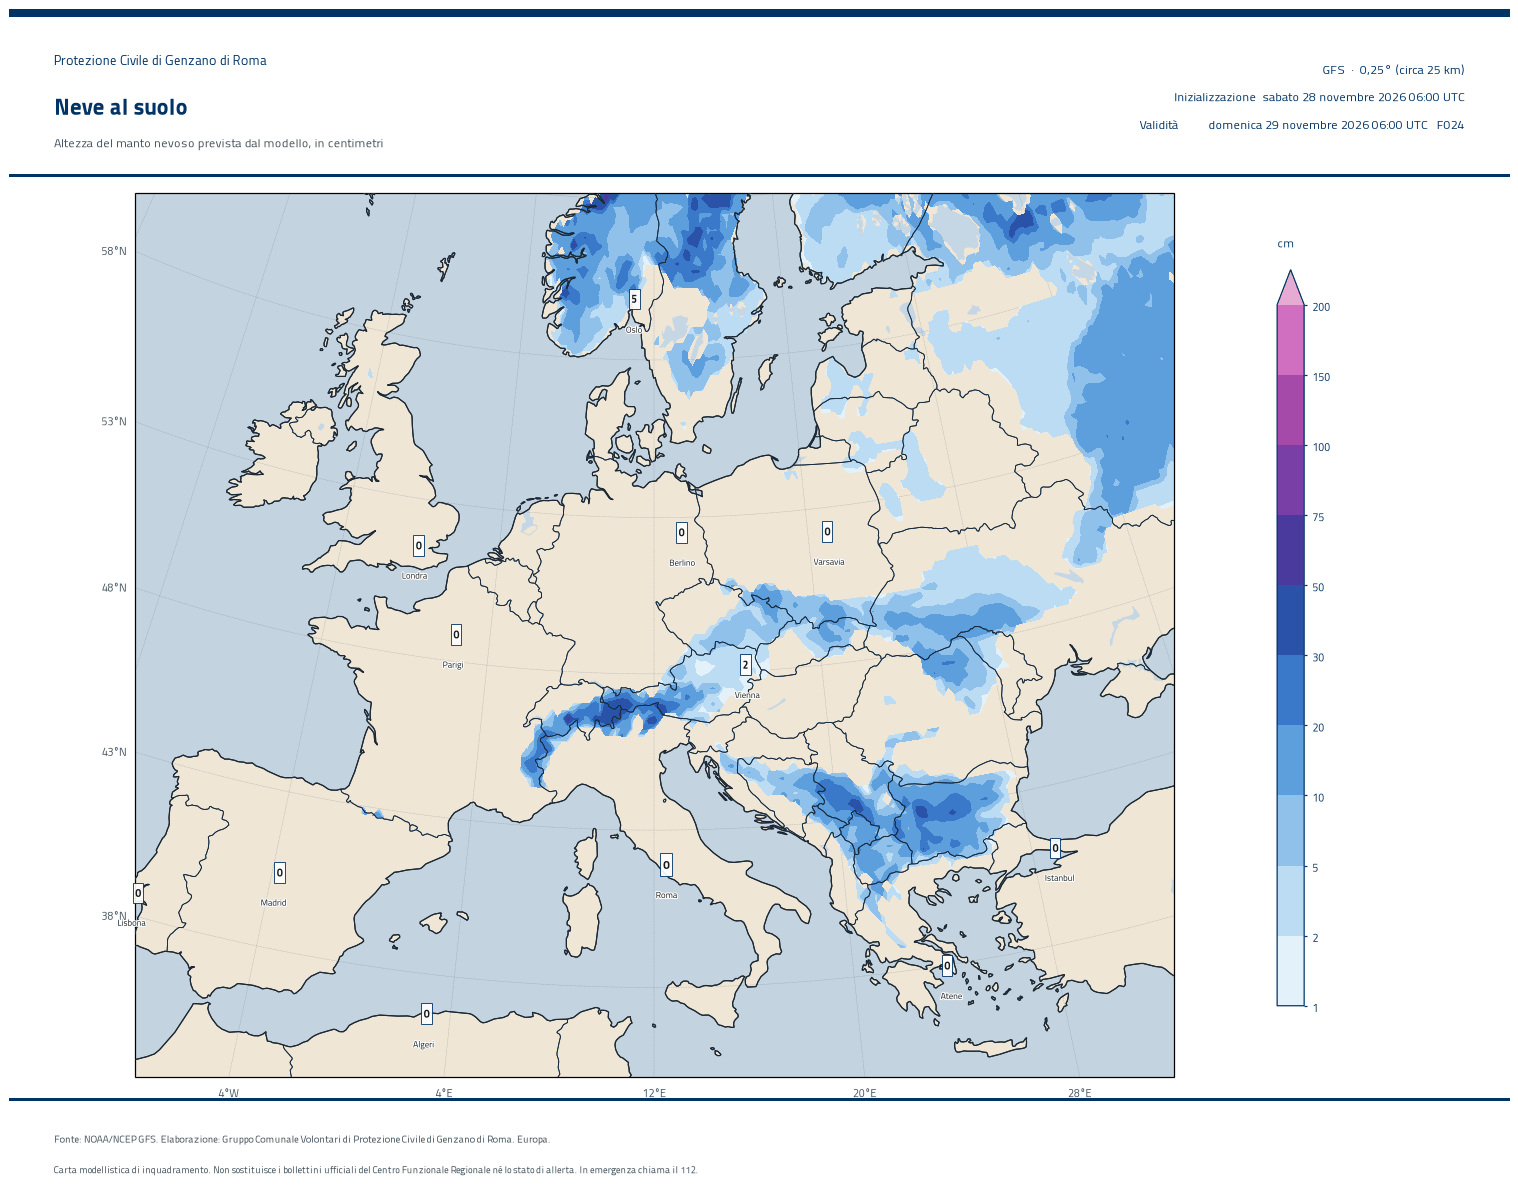 Protezione Civile di Genzano di Roma
Neve al suolo
Altezza del manto nevoso prevista dal modello, in centimetri
GFS · 0,25° (circa 25 km)
Inizializzazione sabato 28 novembre 2026 06:00 UTC
Validità domenica 29 novembre 2026 06:00 UTC F024
58°N
53°N
48°N
43°N
38°N
5
Oslo
0
Londra
0
Berlino
0
Varsavia
0
Parigi
2
Vienna
0
Madrid
0
Lisbona
0
Roma
0
Istanbul
0
Atene
0
Algeri
4°W
4°E
12°E
20°E
28°E
cm
200
150
100
75
50
30
20
10
5
2
1
Fonte: NOAA/NCEP GFS. Elaborazione: Gruppo Comunale Volontari di Protezione Civile di Genzano di Roma. Europa.
Carta modellistica di inquadramento. Non sostituisce i bollettini ufficiali del Centro Funzionale Regionale né lo stato di allerta. In emergenza chiama il 112.